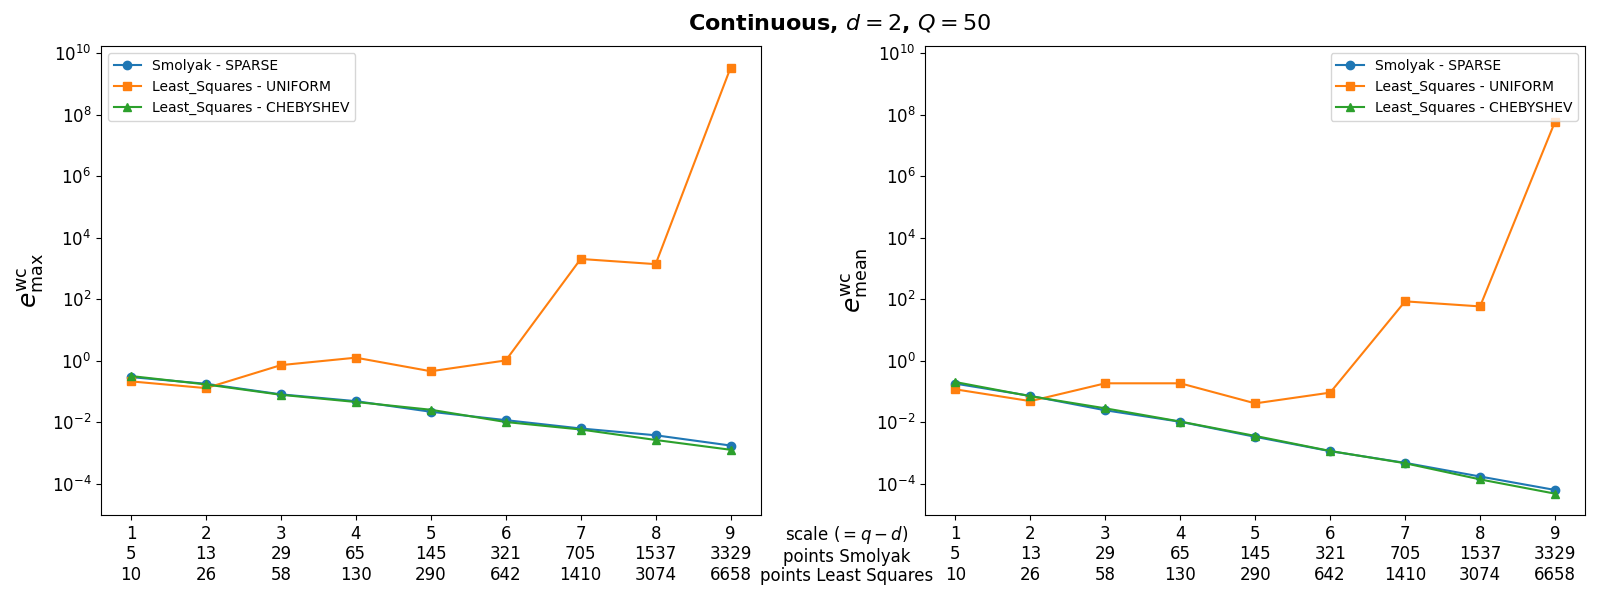 Continuous, d = 2, Q = 50
10^10
10^8
10^6
10^4
10^2
10^0
10^−2
10^−4
e^wc_max
Smolyak - SPARSE
Least_Squares - UNIFORM
Least_Squares - CHEBYSHEV
1 2 3 4 5 6 7 8 9
5 13 29 65 145 321 705 1537 3329
10 26 58 130 290 642 1410 3074 6658
scale (= q − d)
points Smolyak
points Least Squares
10^10
10^8
10^6
10^4
10^2
10^0
10^−2
10^−4
e^wc_mean
Smolyak - SPARSE
Least_Squares - UNIFORM
Least_Squares - CHEBYSHEV
1 2 3 4 5 6 7 8 9
5 13 29 65 145 321 705 1537 3329
10 26 58 130 290 642 1410 3074 6658